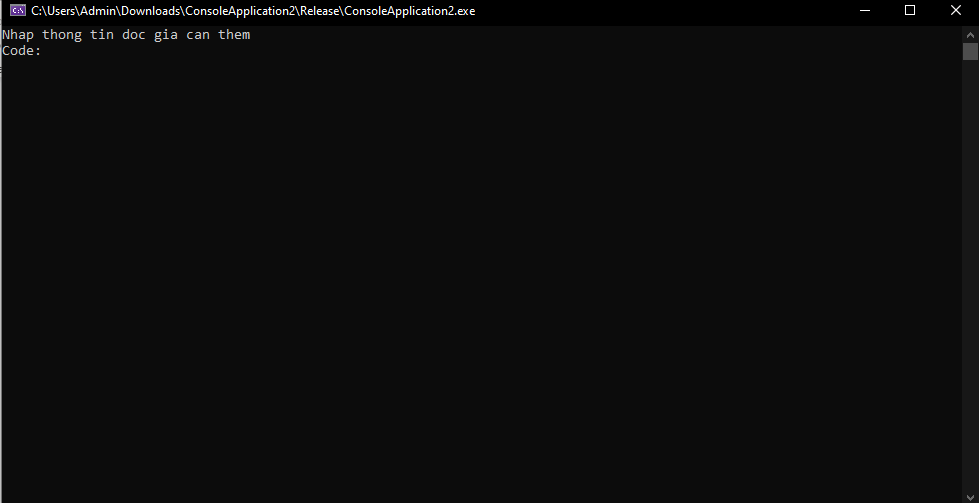 C:\Users\Admin\Downloads\ConsoleApplication2\Release\ConsoleApplication2.exe
Nhap thong tin doc gia can them
Code: